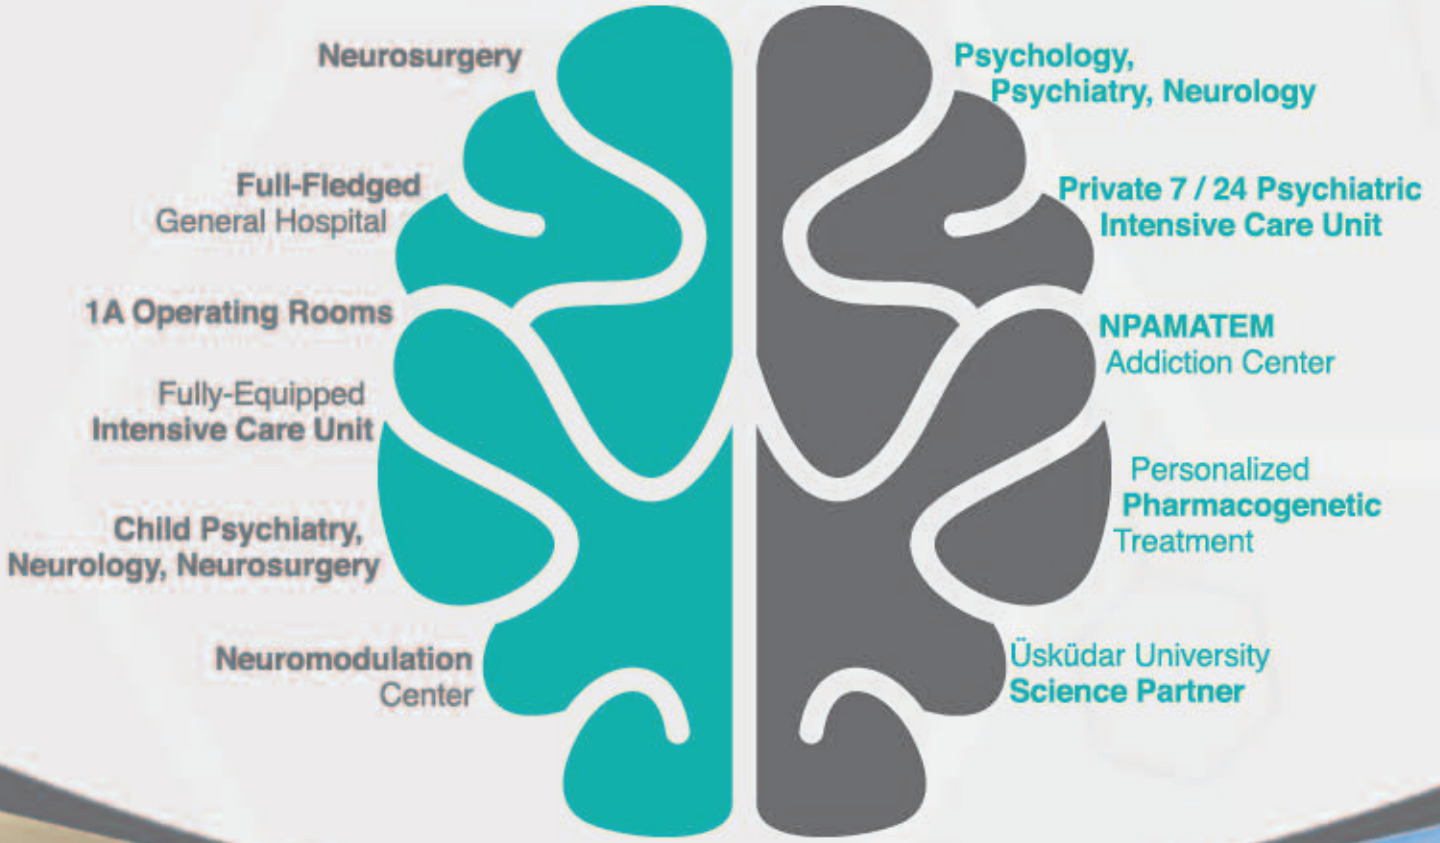 Neurosurgery
Full-Fledged
General Hospital
1A Operating Rooms
Fully-Equipped
Intensive Care Unit
Child Psychiatry,
Neurology, Neurosurgery
Neuromodulation
Center
Psychology,
Psychiatry, Neurology
Private 7 / 24 Psychiatric
Intensive Care Unit
NPAMATEM
Addiction Center
Personalized
Pharmacogenetic
Treatment
Üsküdar University
Science Partner